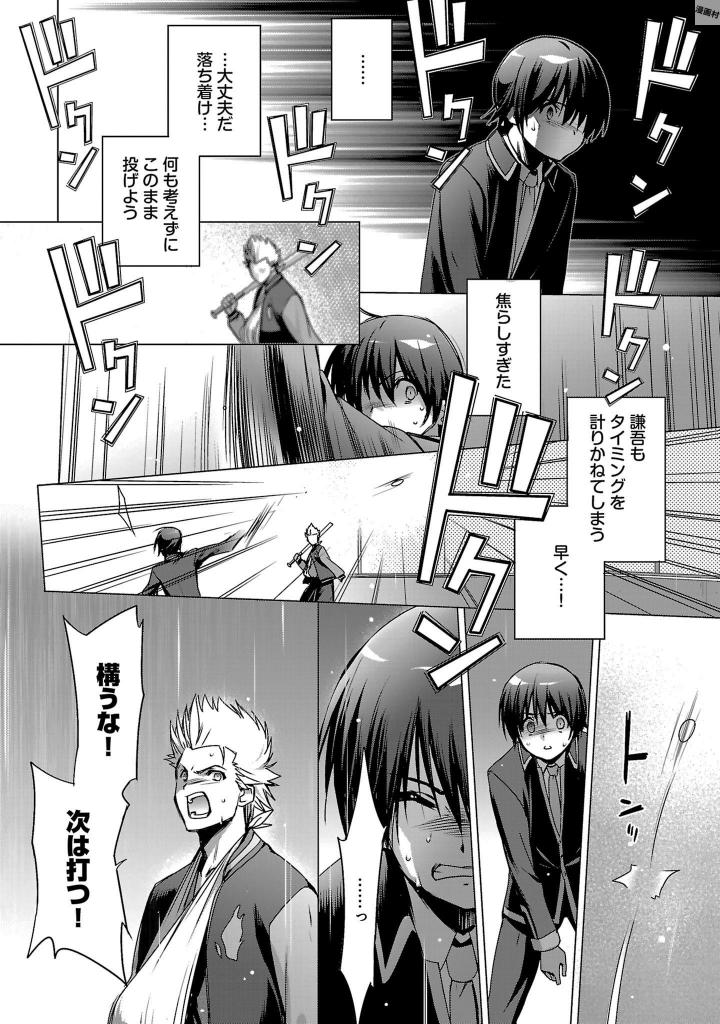 漫画村
ドクン
……
ドクン
…大丈夫だ
落ち着け…
ドクン
ドクン
何も考えずに
このまま
投げよう
ドクン
ドクン
焦らしすぎた
謙吾も
タイミングを
計りかねてしまう
早く…！
ドクン
トーン
……っ
構うな！
次は打つ！